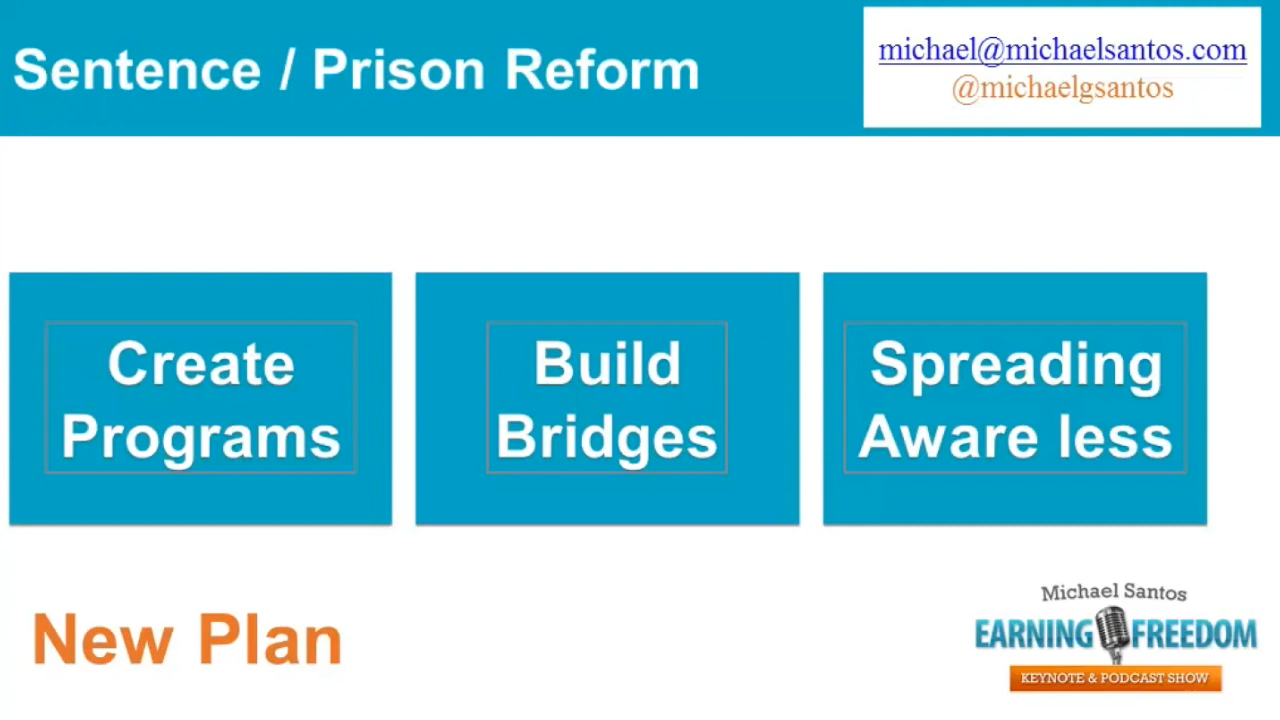 Sentence / Prison Reform
michael@michaelsantos.com
@michaelgsantos
Create
Programs
Build
Bridges
Spreading
Aware less
New Plan
Michael Santos
EARNING FREEDOM
KEYNOTE & PODCAST SHOW